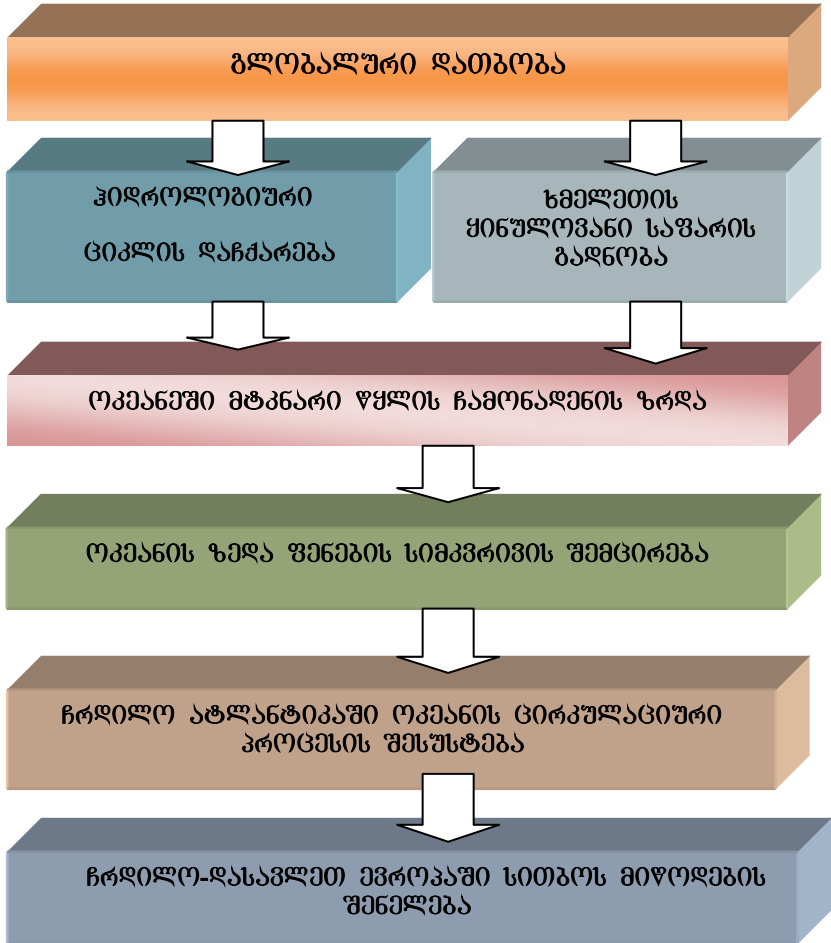 გლობალური დათბობა
ჰიდროლოგიური
ციკლის დაჩქარება
ხმელეთის
ყინულოვანი საფარის
გადნობა
ოკეანეში მტკნარი წყლის ჩამონადენის ზრდა
ოკეანის ზედა ფენების სიმკვრივის შემცირება
ჩრდილო ატლანტიკაში ოკეანის ცირკულაციური
პროცესის შესუსტება
ჩრდილო-დასავლეთ ევროპაში სითბოს მიწოდების
შენელება